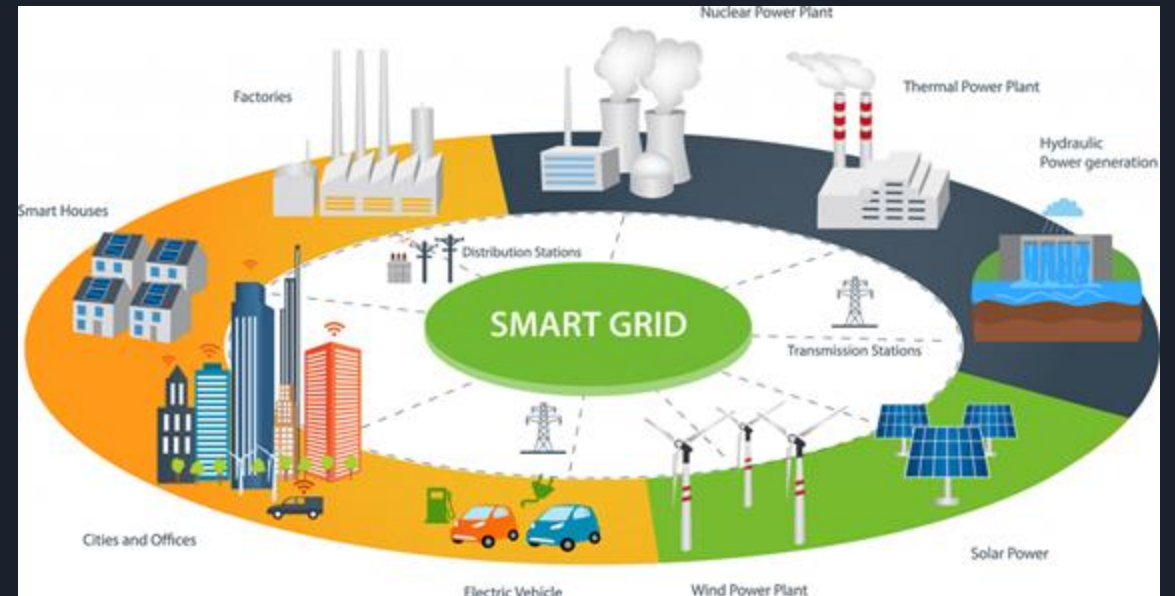 Nuclear Power Plant
Factories
Thermal Power Plant
Hydraulic
Power generation
Smart Houses
Distribution Stations
SMART GRID
Transmission Stations
Cities and Offices
Solar Power
Electric Vehicle
Wind Power Plant